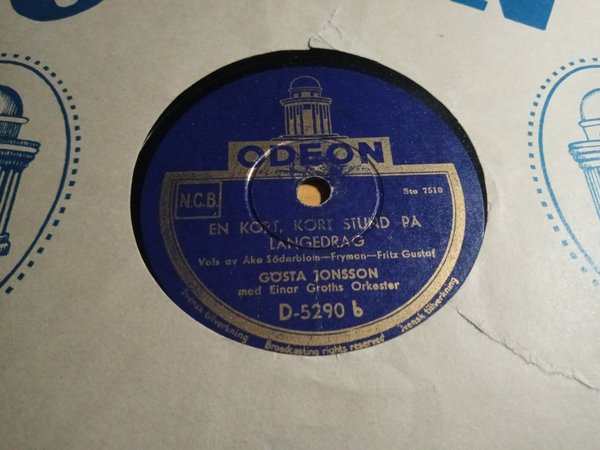 ODEON
N.C.B.
Sto 7510
EN KORT, KORT STUND PÅ
LÅNGEDRAG
Vals av Åke Söderblom—Fryman—Fritz Gustaf
GÖSTA JONSSON
med Einar Groths Orkester
D-5290 b
Svensk tillverkning
Broadcasting rights reserved
Svensk tillverkning